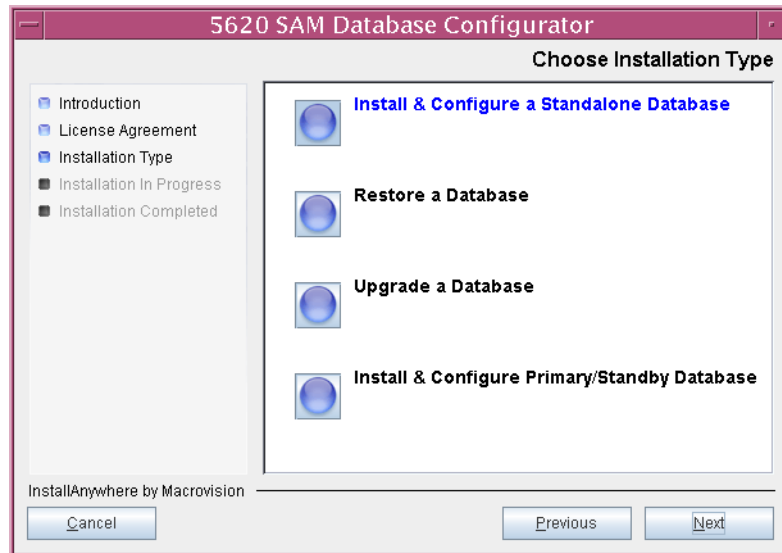 5620 SAM Database Configurator
Choose Installation Type
Introduction
License Agreement
Installation Type
Installation In Progress
Installation Completed
Install & Configure a Standalone Database
Restore a Database
Upgrade a Database
Install & Configure Primary/Standby Database
InstallAnywhere by Macrovision
Cancel
Previous
Next